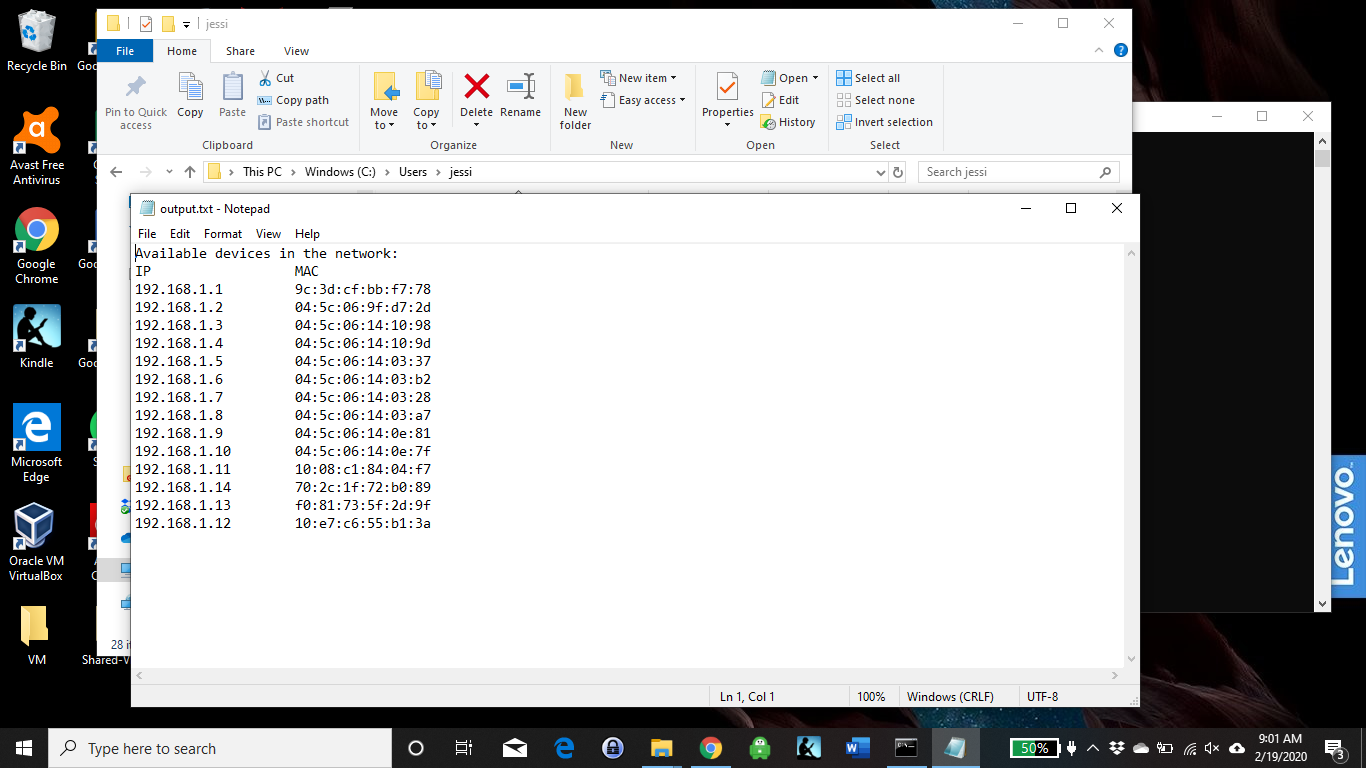 Recycle Bin
Goo
Avast Free
Antivirus
Google
Chrome
Goo
Kindle
Goo
Microsoft
Edge
S
Oracle VM
VirtualBox
VM
Shared-V
jessi
File Home Share View
Pin to Quick
access
Copy
Paste
Cut
Copy path
Paste shortcut
Clipboard
Move
to
Copy
to
Delete
Rename
Organize
New
folder
New item
Easy access
New
Properties
Open
Edit
History
Open
Select all
Select none
Invert selection
Select
This PC > Windows (C:) > Users > jessi
Search jessi
28 it
output.txt - Notepad
File Edit Format View Help
Available devices in the network:
IP MAC
192.168.1.1 9c:3d:cf:bb:f7:78
192.168.1.2 04:5c:06:9f:d7:2d
192.168.1.3 04:5c:06:14:10:98
192.168.1.4 04:5c:06:14:10:9d
192.168.1.5 04:5c:06:14:03:37
192.168.1.6 04:5c:06:14:03:b2
192.168.1.7 04:5c:06:14:03:28
192.168.1.8 04:5c:06:14:03:a7
192.168.1.9 04:5c:06:14:0e:81
192.168.1.10 04:5c:06:14:0e:7f
192.168.1.11 10:08:c1:84:04:f7
192.168.1.14 70:2c:1f:72:b0:89
192.168.1.13 f0:81:73:5f:2d:9f
192.168.1.12 10:e7:c6:55:b1:3a
Ln 1, Col 1 100% Windows (CRLF) UTF-8
Lenovo
Type here to search
50%
9:01 AM
2/19/2020
3